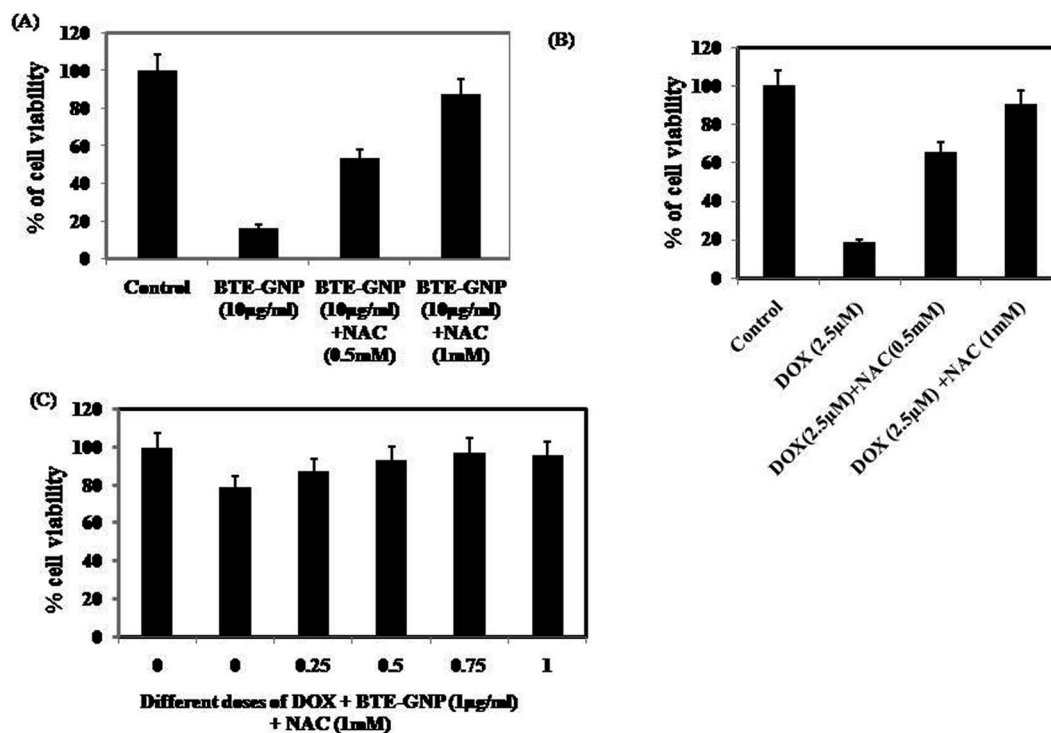 (A)
120
100
80
60
40
20
0
% of cell viability
Control
BTE-GNP
(10µg/ml)
BTE-GNP
(10µg/ml)
+NAC
(0.5mM)
BTE-GNP
(10µg/ml)
+NAC
(1mM)
(B)
120
100
80
60
40
20
0
% of cell viability
Control
DOX (2.5µM)
DOX(2.5µM)+NAC(0.5mM)
DOX (2.5µM) +NAC (1mM)
(C)
120
100
80
60
40
20
0
% cell viability
0 0 0.25 0.5 0.75 1
Different doses of DOX + BTE-GNP (1µg/ml)
+ NAC (1mM)